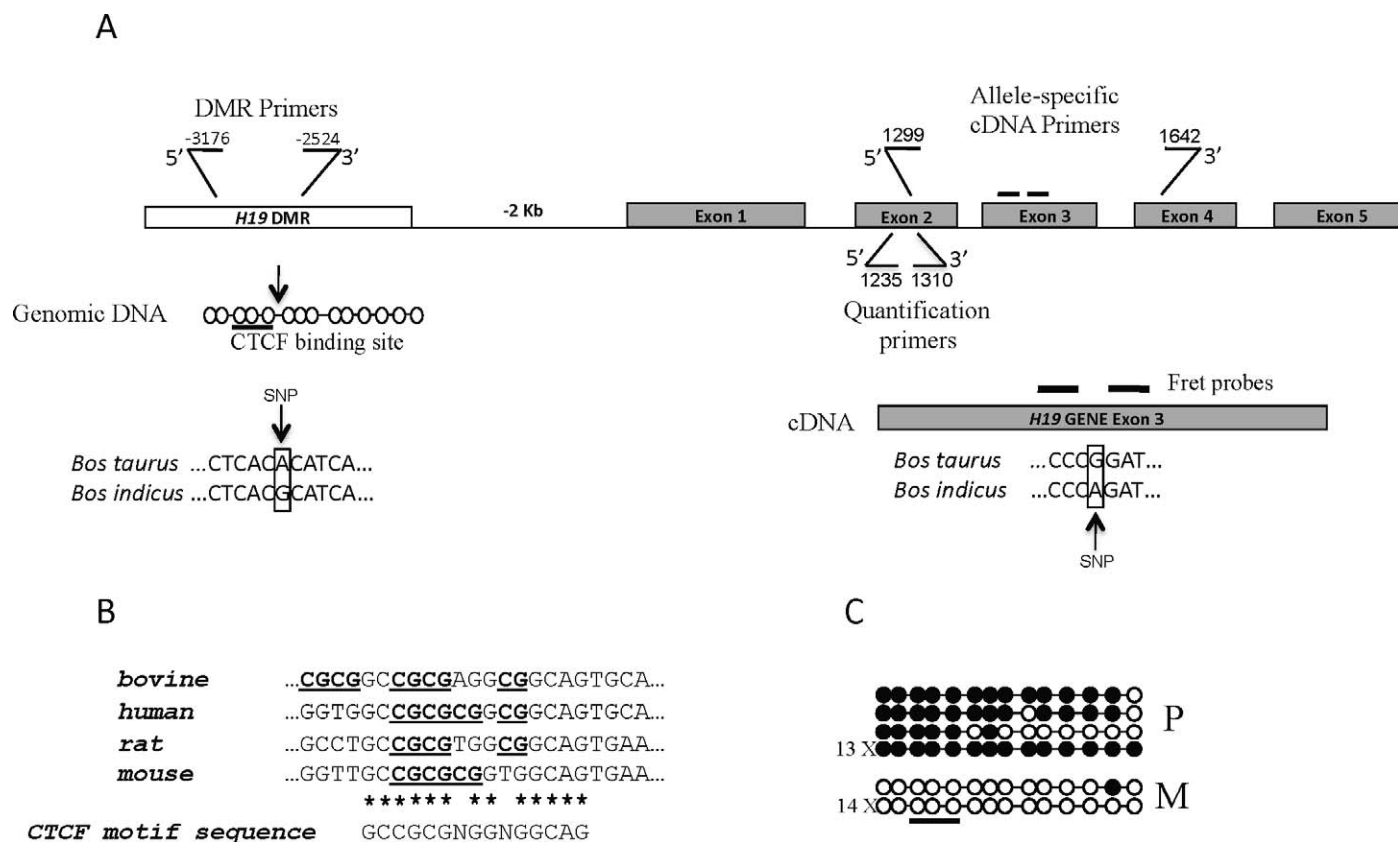 A
DMR Primers
-3176
-2524
5’
3’
Allele-specific
cDNA Primers
1299
1642
5’
3’
H19 DMR
-2 Kb
Exon 1
Exon 2
Exon 3
Exon 4
Exon 5
5’
3’
1235
1310
Quantification
primers
Genomic DNA
CTCF binding site
SNP
Bos taurus ...CTCACACATCA...
Bos indicus ...CTCACGCATCA...
Fret probes
cDNA
H19 GENE Exon 3
Bos taurus ...CCCGGAT...
Bos indicus ...CCCAGAT...
SNP
B
bovine ...CGCGGCCGCGAGGCGGCAGTGCA...
human ...GGTGGCCGCGCGGCGGCAGTGCA...
rat ...GCCTGCCGCGTGGCGGCAGTGAA...
mouse ...GGTTGCCGCGCGGTGGCAGTGAA...
****** ** *****
CTCF motif sequence GCCGCGNGGNGGCAG
C
P
13 X
M
14 X